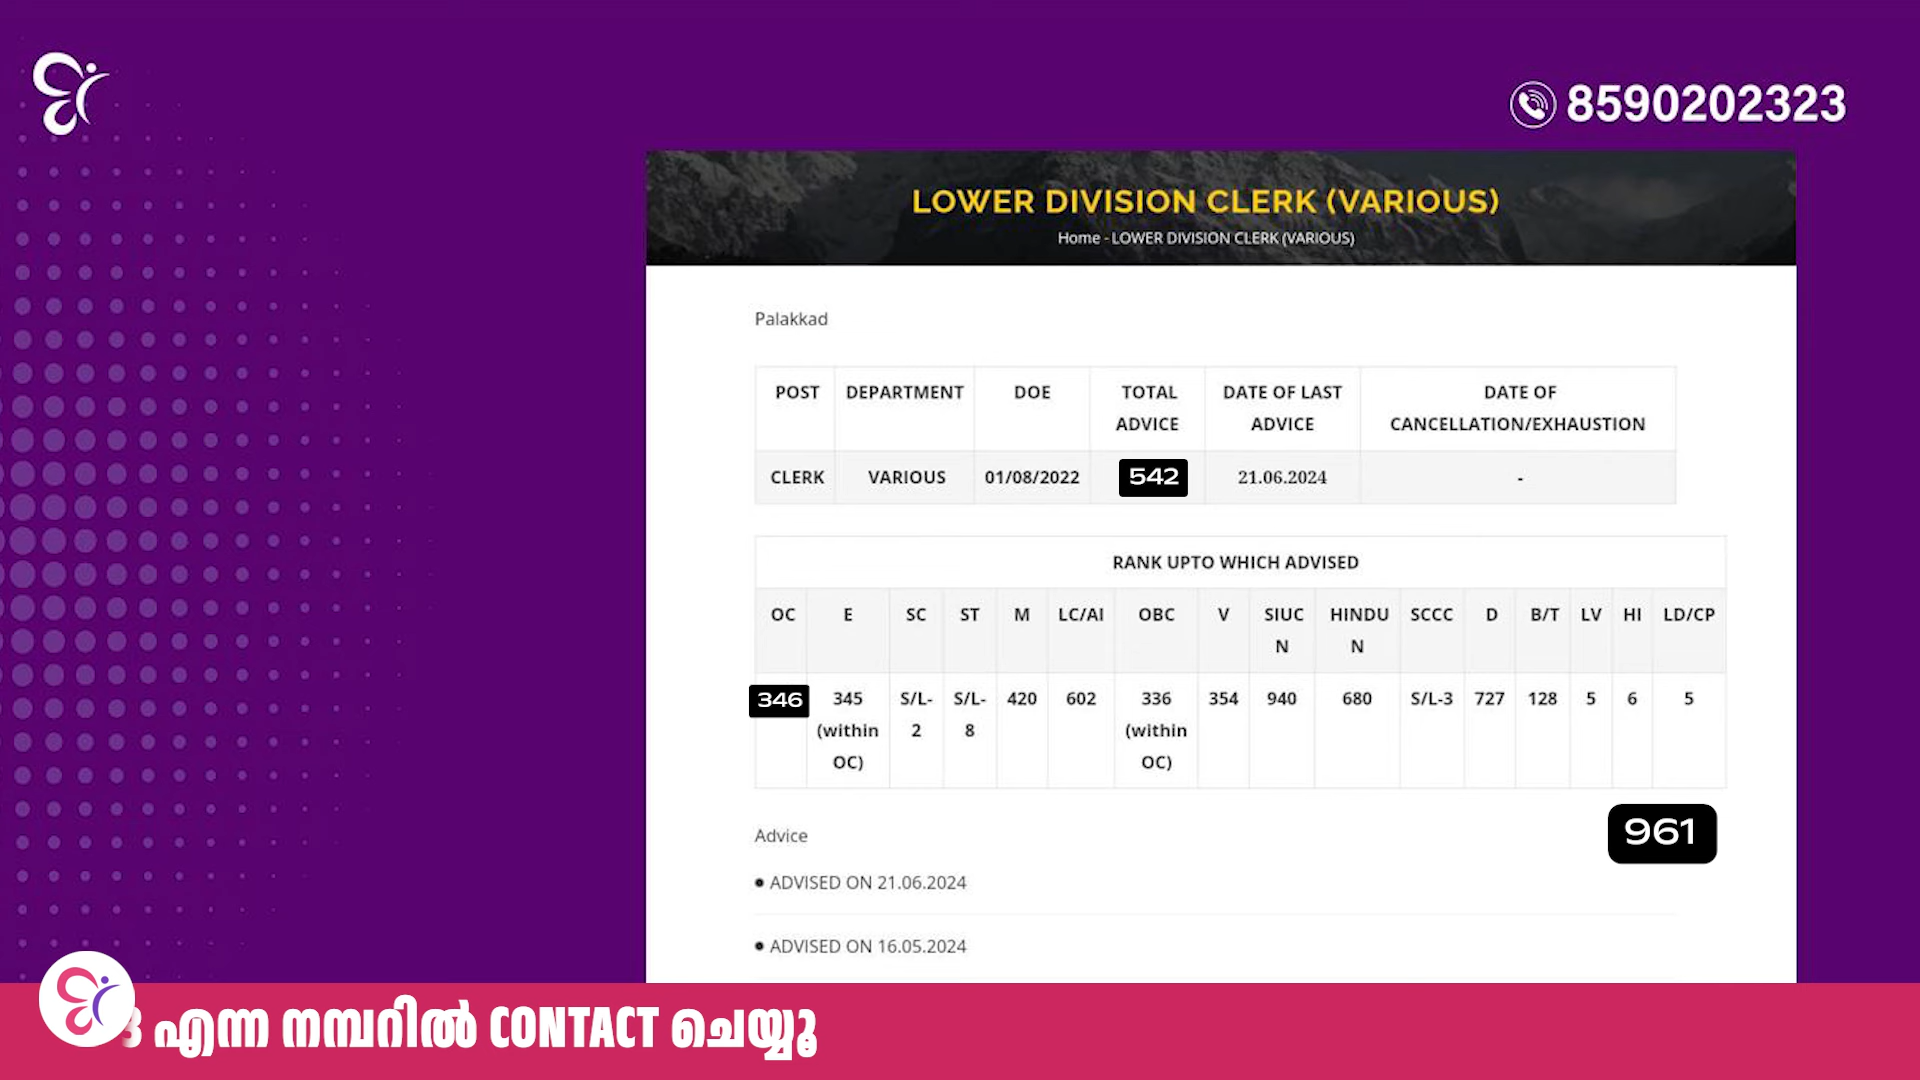 8590202323
LOWER DIVISION CLERK (VARIOUS)
Home - LOWER DIVISION CLERK (VARIOUS)
Palakkad
POST DEPARTMENT DOE TOTAL ADVICE DATE OF LAST ADVICE DATE OF CANCELLATION/EXHAUSTION
CLERK VARIOUS 01/08/2022 542 21.06.2024 -
RANK UPTO WHICH ADVISED
OC E SC ST M LC/AI OBC V SIUC N HINDU N SCCC D B/T LV HI LD/CP
346 345 (within OC) S/L-2 S/L-8 420 602 336 (within OC) 354 940 680 S/L-3 727 128 5 6 5
961
Advice
● ADVISED ON 21.06.2024
● ADVISED ON 16.05.2024
3 എന്ന നമ്പറിൽ CONTACT ചെയ്യൂ